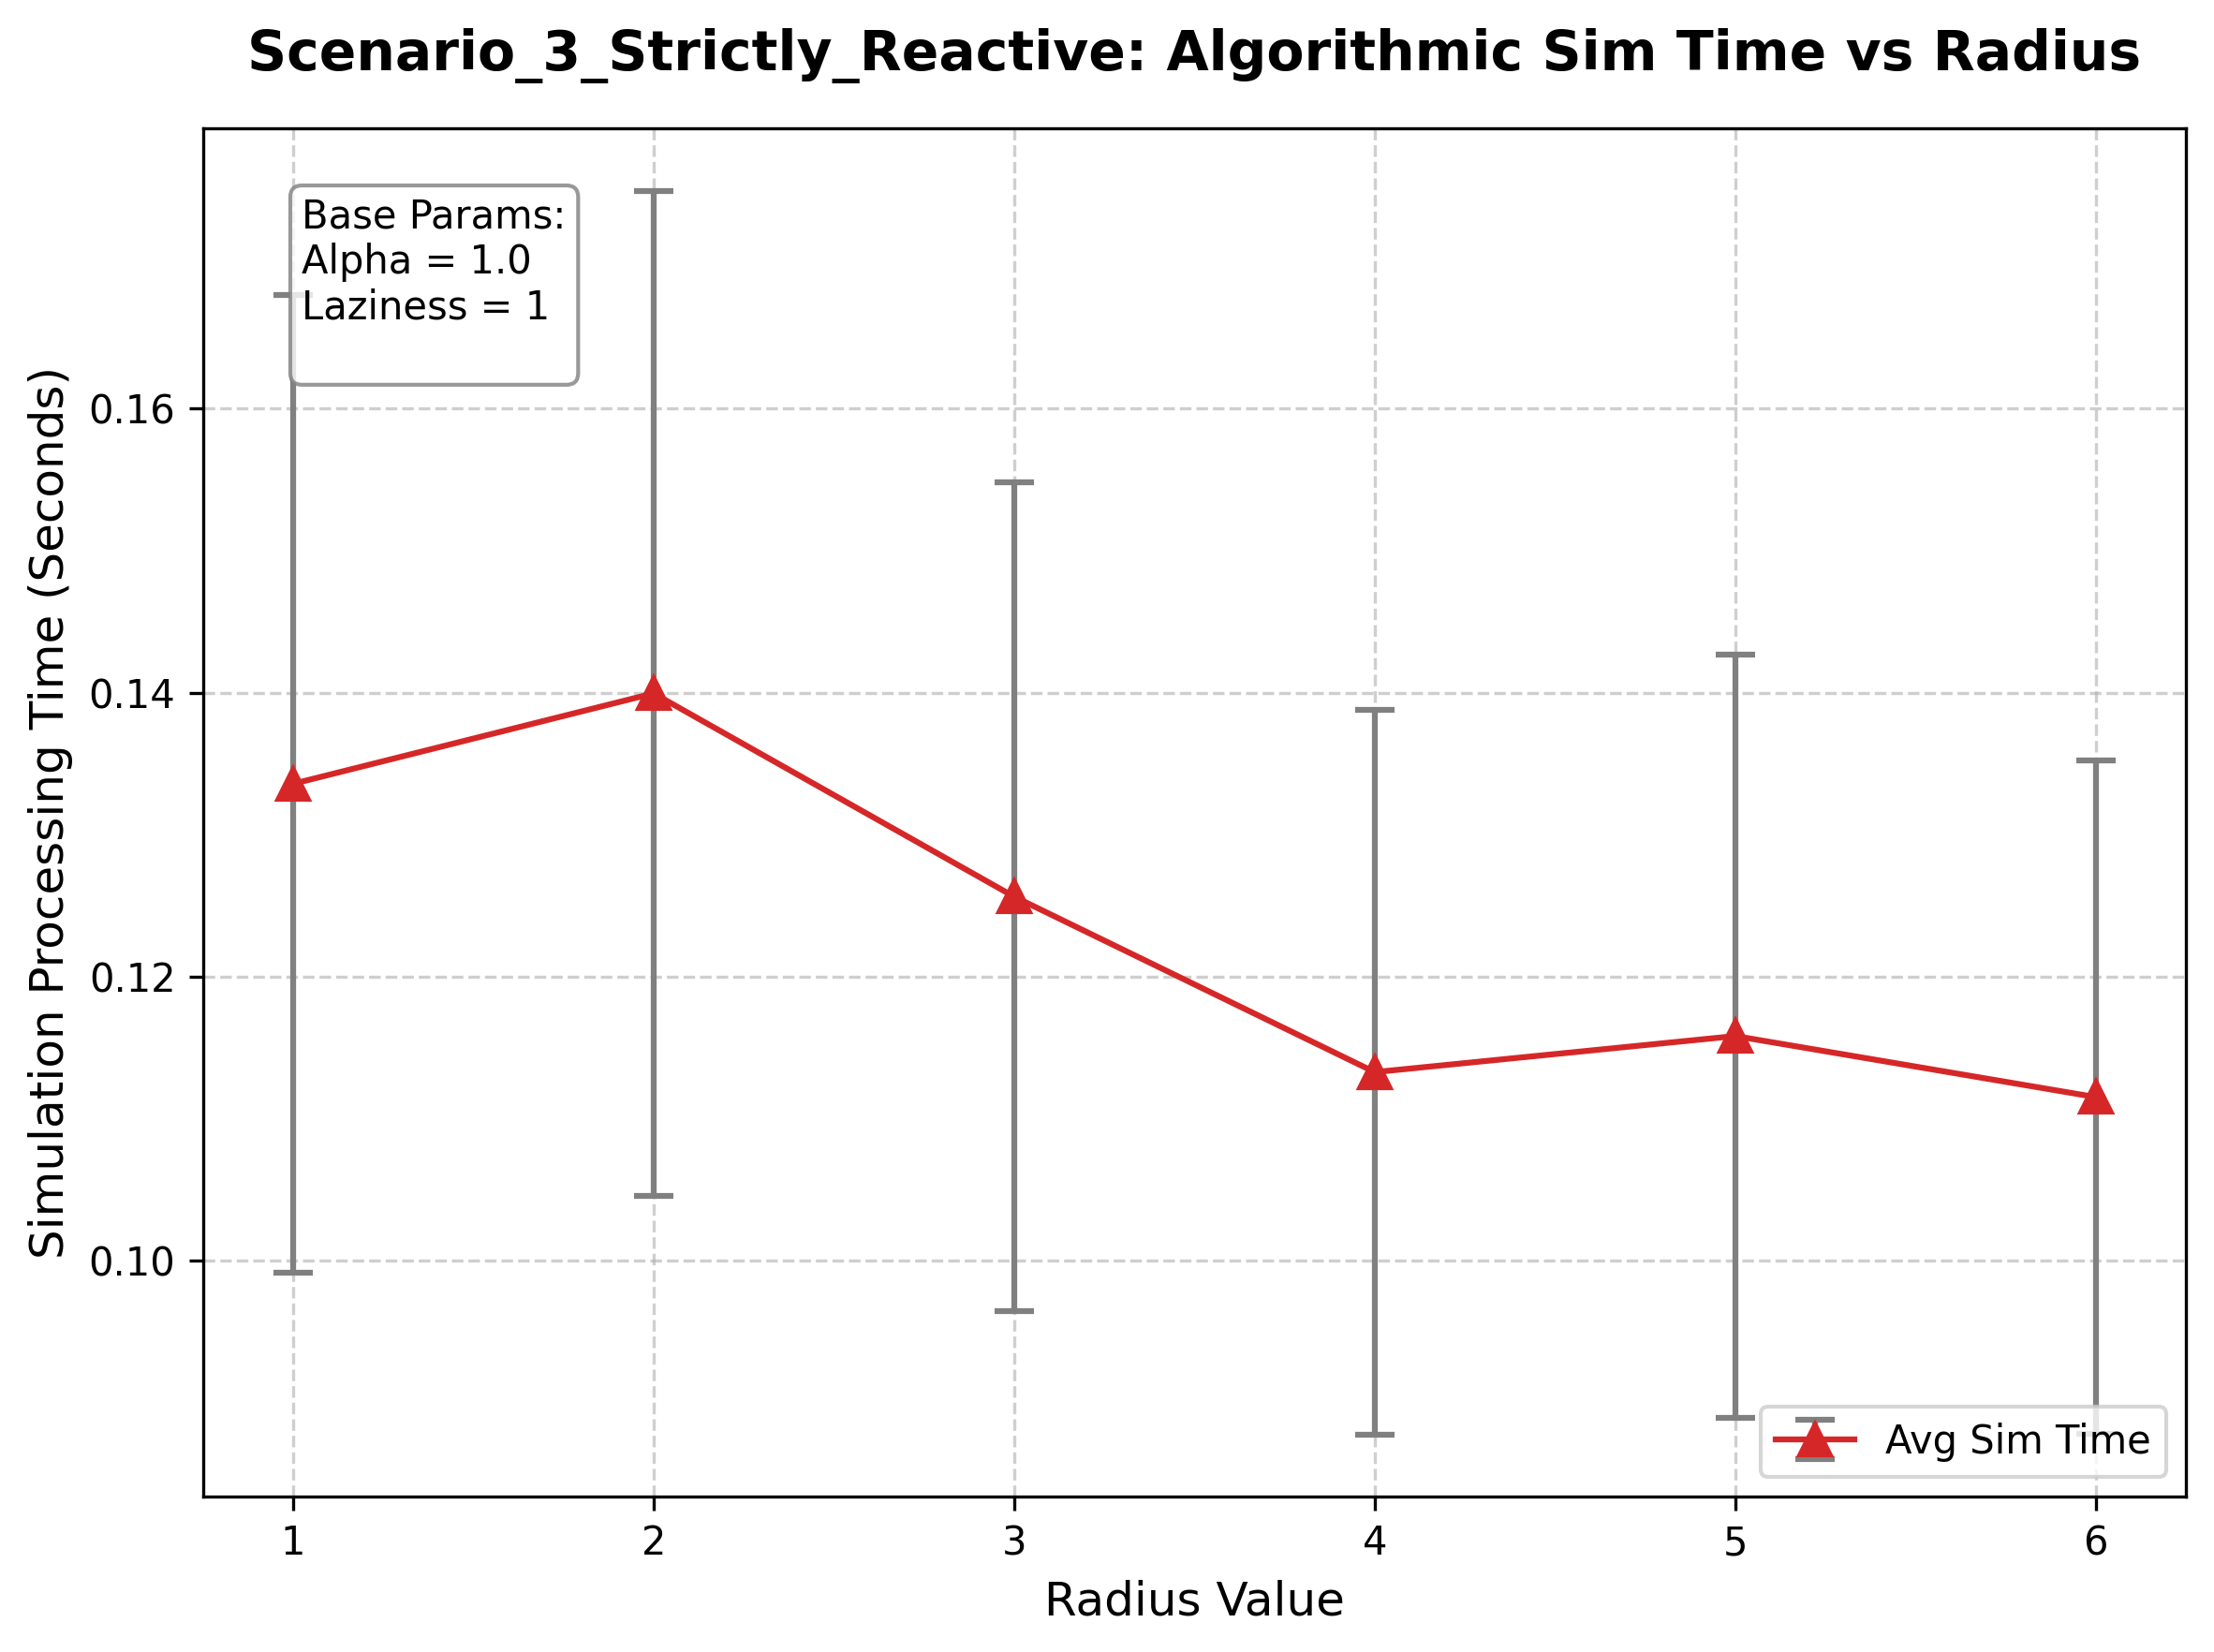 Scenario_3_Strictly_Reactive: Algorithmic Sim Time vs Radius
Base Params:
Alpha = 1.0
Laziness = 1
Simulation Processing Time (Seconds)
0.16
0.14
0.12
0.10
Avg Sim Time
1 2 3 4 5 6
Radius Value